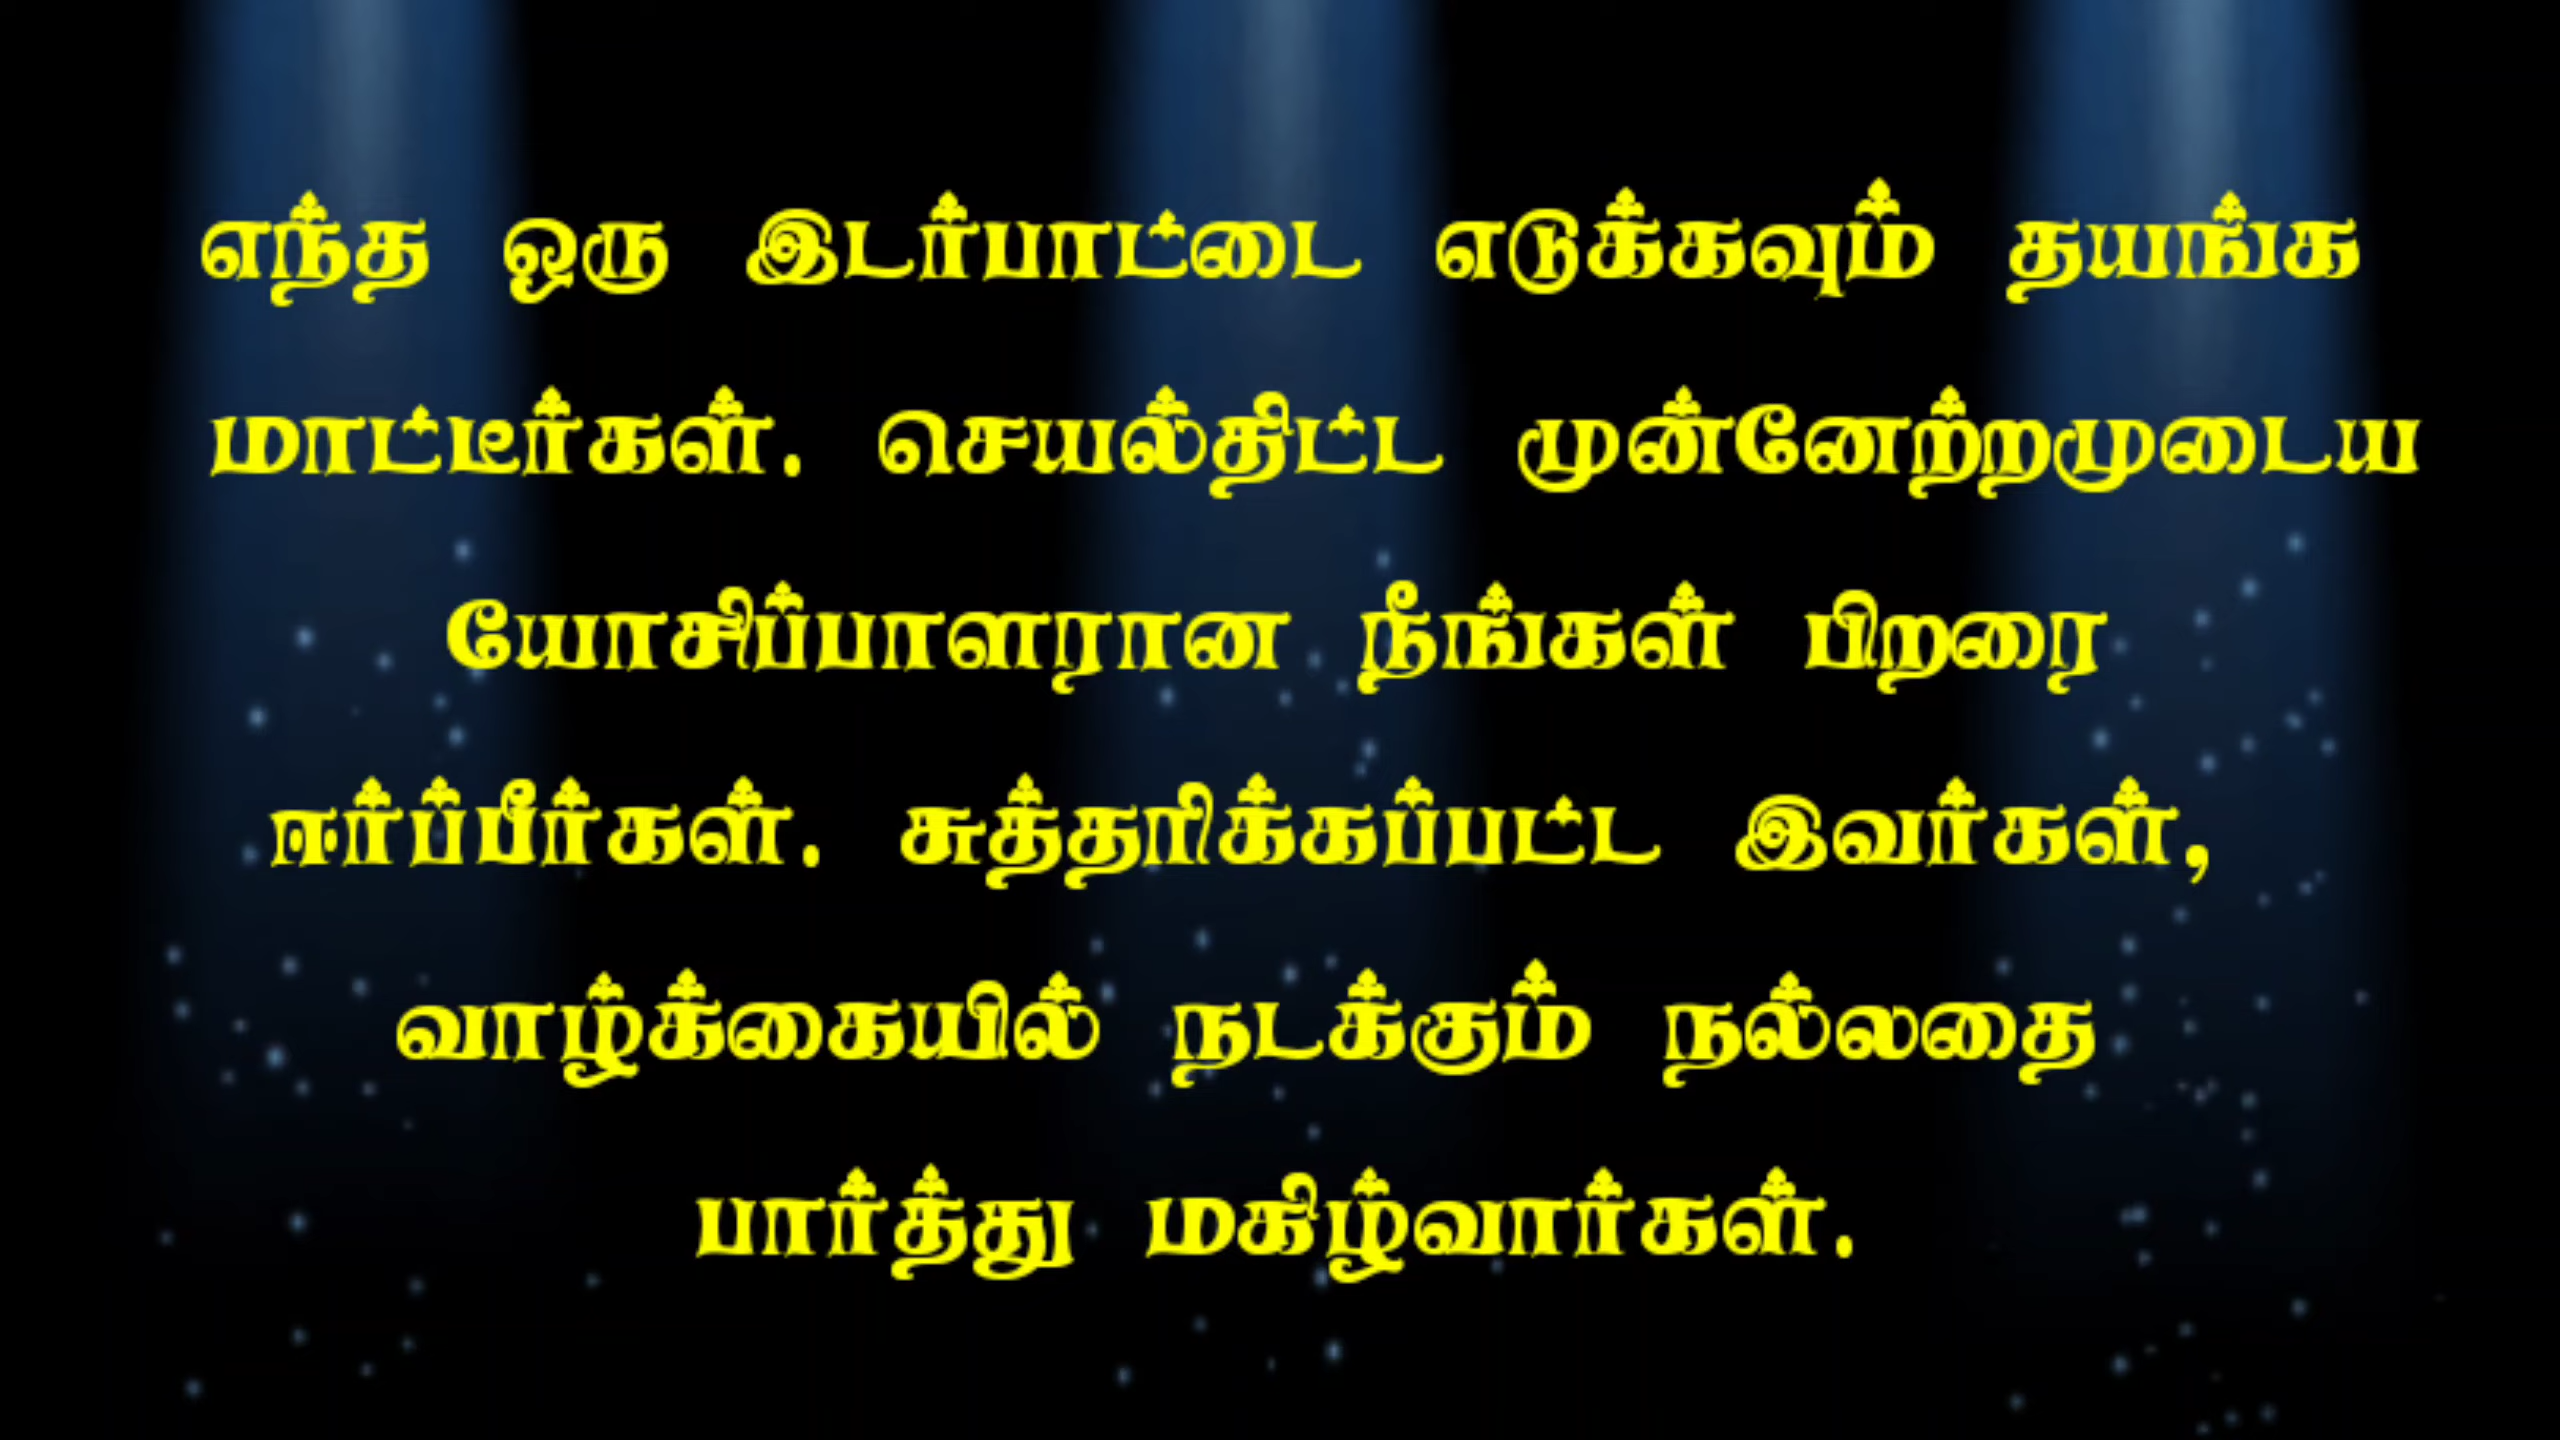 எந்த ஒரு இடர்பாட்டை எடுக்கவும் தயங்க
மாட்டீர்கள். செயல்திட்ட முன்னேற்றமுடைய
யோசிப்பாளரான நீங்கள் பிறரை
ஈர்ப்பீர்கள். சுத்தரிக்கப்பட்ட இவர்கள்,
வாழ்க்கையில் நடக்கும் நல்லதை
பார்த்து மகிழ்வார்கள்.